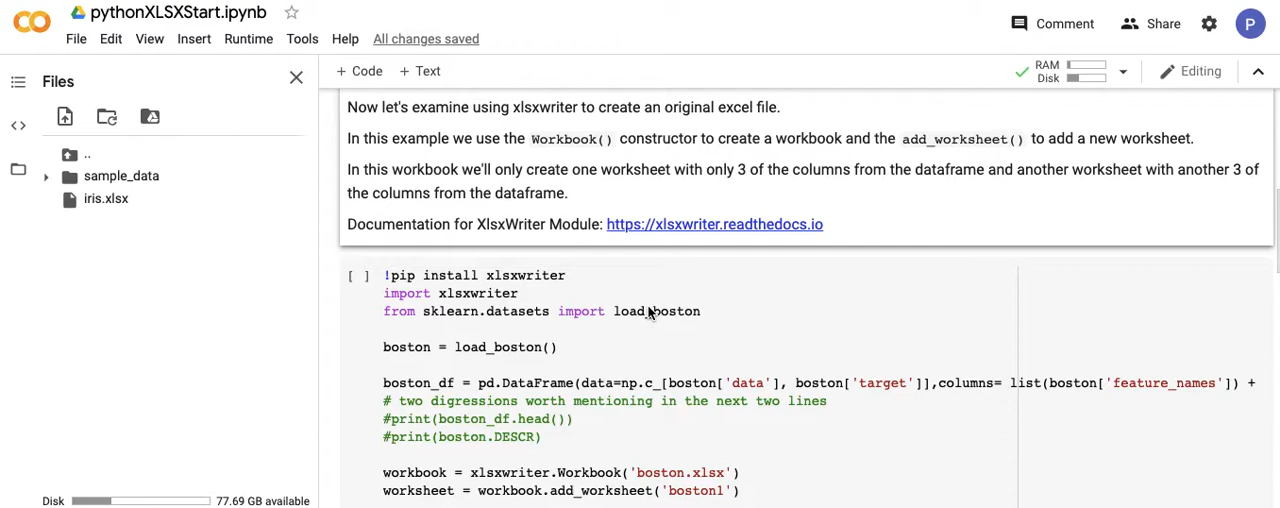 pythonXLSXStart.ipynb
Comment
Share
P
File Edit View Insert Runtime Tools Help All changes saved
Files
+ Code + Text
RAM
Disk
Editing
..
sample_data
iris.xlsx
Now let's examine using xlsxwriter to create an original excel file.
In this example we use the Workbook() constructor to create a workbook and the add_worksheet() to add a new worksheet.
In this workbook we'll only create one worksheet with only 3 of the columns from the dataframe and another worksheet with another 3 of
the columns from the dataframe.
Documentation for XlsxWriter Module: https://xlsxwriter.readthedocs.io
[ ] !pip install xlsxwriter
import xlsxwriter
from sklearn.datasets import load_boston
boston = load_boston()
boston_df = pd.DataFrame(data=np.c_[boston['data'], boston['target']],columns= list(boston['feature_names']) +
# two digressions worth mentioning in the next two lines
#print(boston_df.head())
#print(boston.DESCR)
workbook = xlsxwriter.Workbook('boston.xlsx')
worksheet = workbook.add_worksheet('boston1')
Disk 77.69 GB available